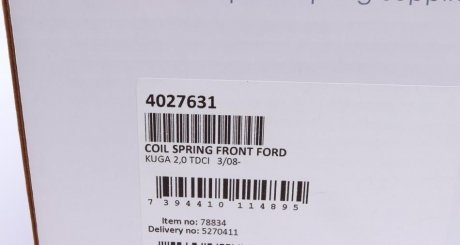 4027631
COIL SPRING FRONT FORD
KUGA 2,0 TDCI 3/08-
7 394410 114895
Item no: 78834
Delivery no: 5270411